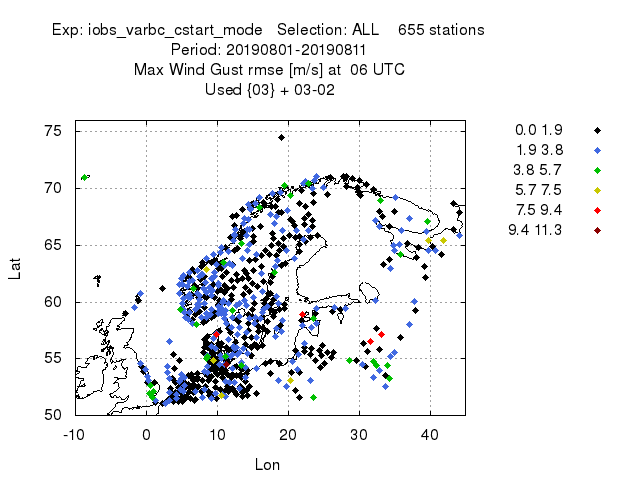 Exp: iobs_varbc_cstart_mode   Selection: ALL    655 stations
Period: 20190801-20190811
Max Wind Gust rmse [m/s] at  06 UTC
Used {03} + 03-02
0.0 1.9
1.9 3.8
3.8 5.7
5.7 7.5
7.5 9.4
9.4 11.3
75
70
65
60
55
50
Lat
-10 0 10 20 30 40
Lon